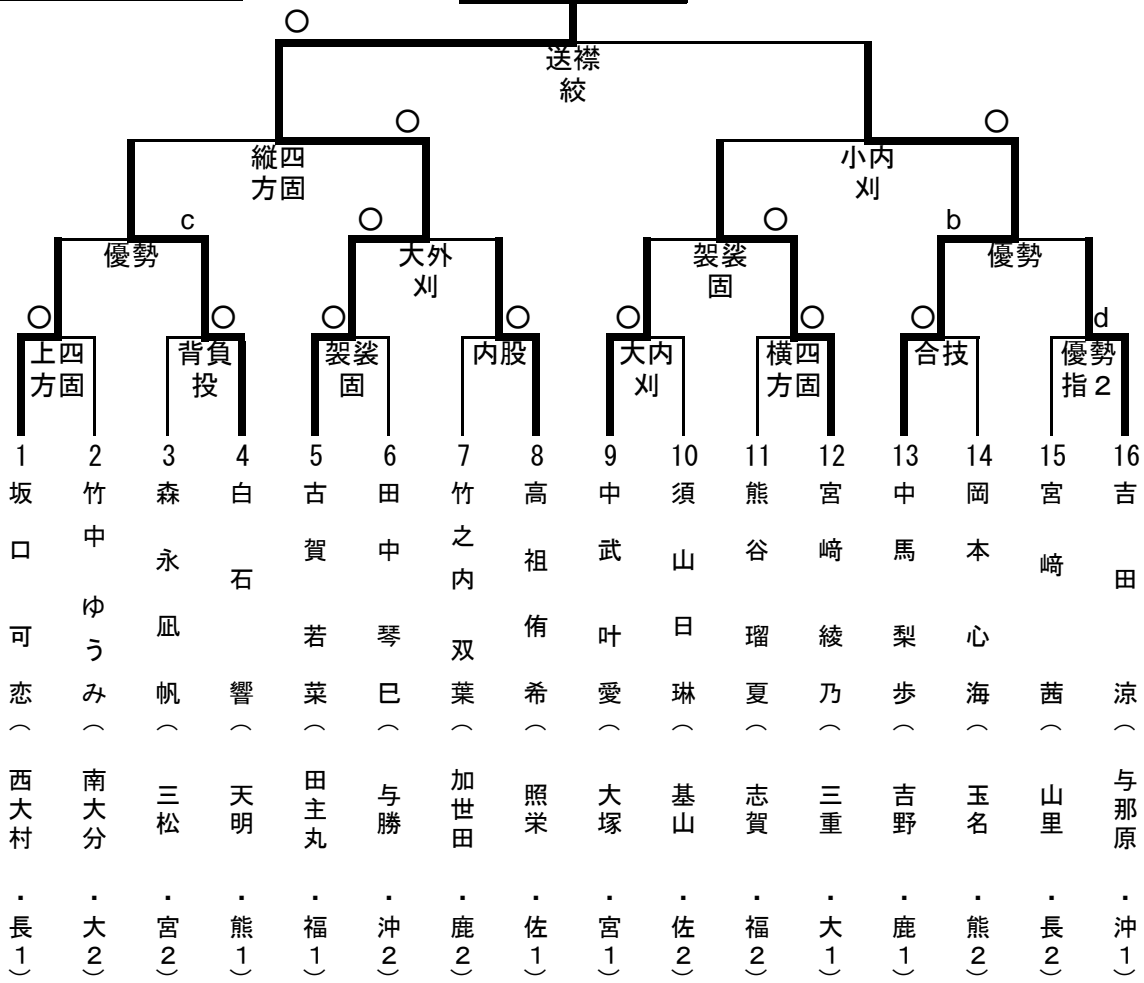 ○
送襟
絞
○
○
縦四
方固
小内
刈
c
○
○
b
優勢
大外
刈
袈裟
固
優勢
○
○
○
○
○
○
○
d
上四
方固
背負
投
袈裟
固
内股
大内
刈
横四
方固
合技
優勢
指2
1
2
3
4
5
6
7
8
9
10
11
12
13
14
15
16
坂口可恋（西大村・長1）
竹中ゆうみ（南大分・大2）
森永凪帆（三松・宮2）
白石響（天明・熊1）
古賀若菜（田主丸・福1）
田中琴巳（与勝・沖2）
竹之内双葉（加世田・鹿2）
高祖侑希（照栄・佐1）
中武叶愛（大塚・宮1）
須山日琳（基山・佐2）
熊谷瑠夏（志賀・福2）
宮﨑綾乃（三重・大1）
中馬梨歩（吉野・鹿1）
岡本心海（玉名・熊2）
宮﨑茜（山里・長2）
吉田涼（与那原・沖1）